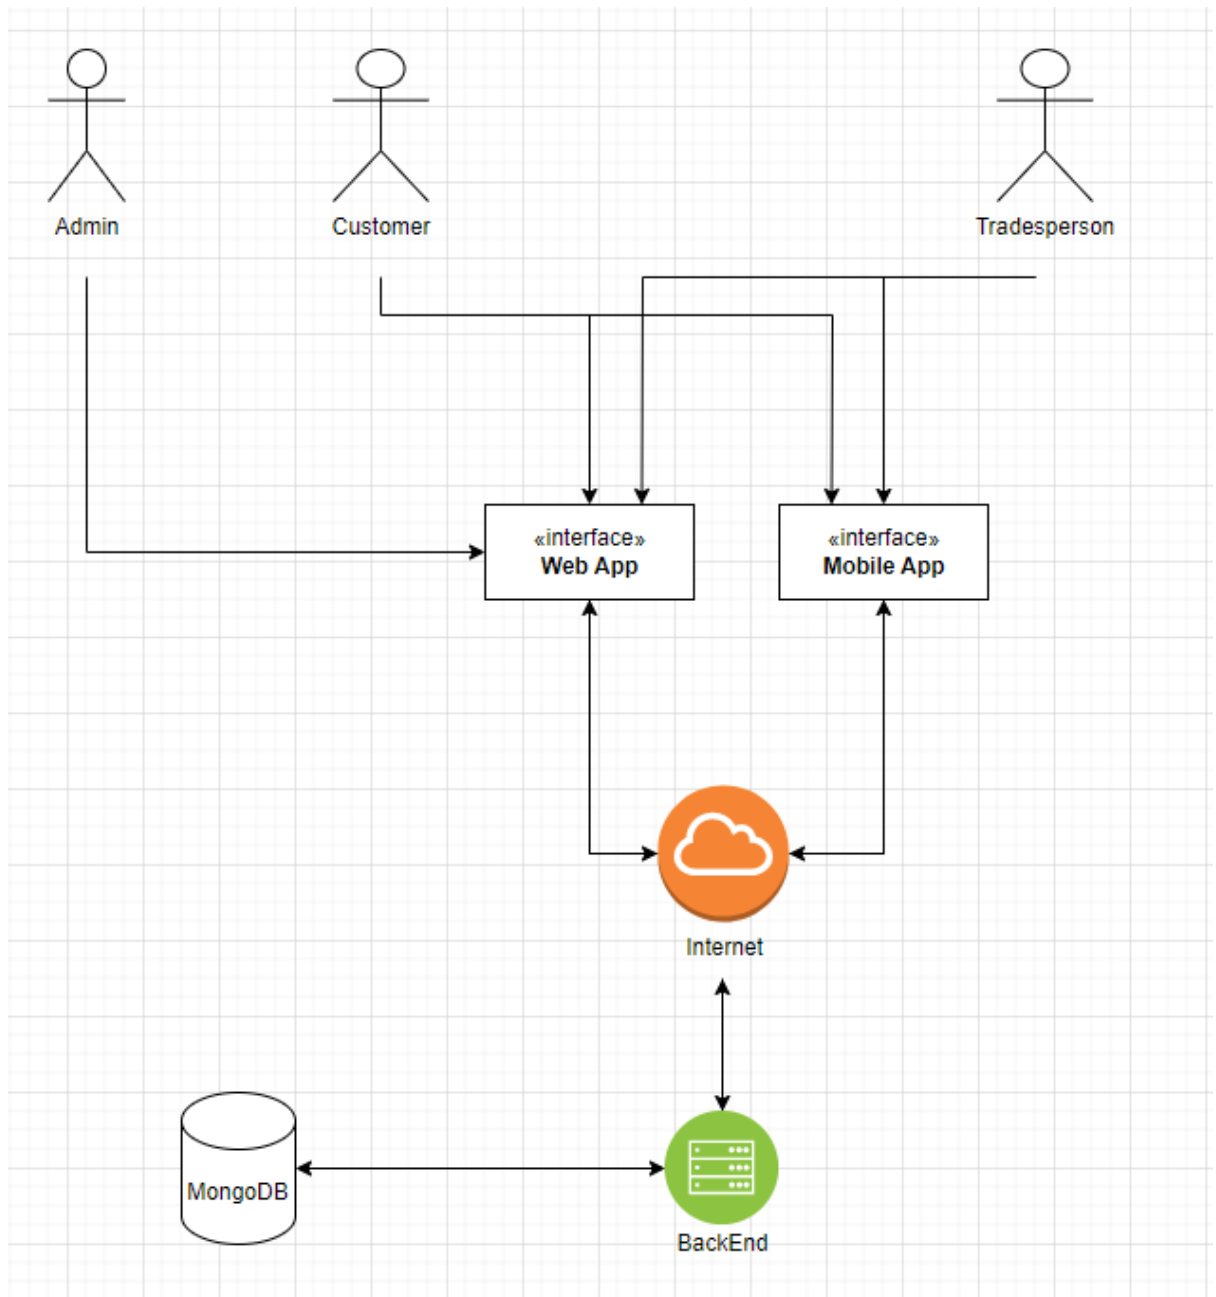 Admin
Customer
Tradesperson
«interface»
Web App
«interface»
Mobile App
Internet
MongoDB
BackEnd